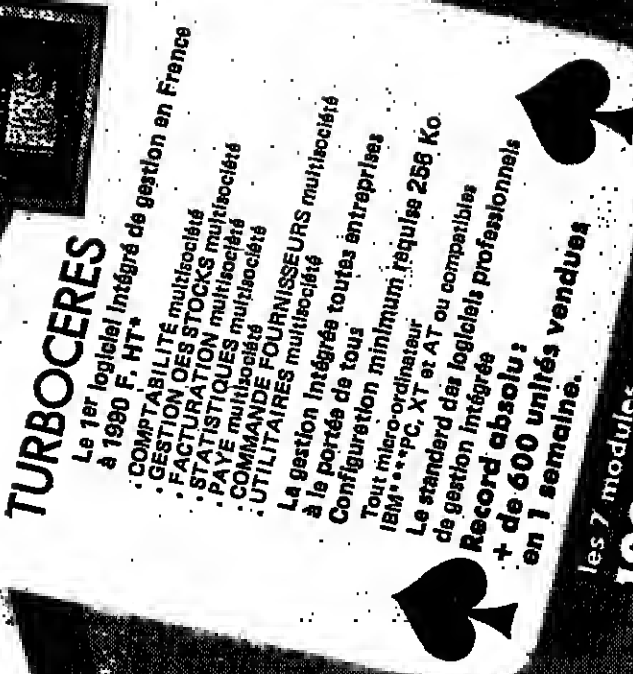 TURBOCERES
Le 1er logiciel intégré de gestion en France
à 1990 F. HT*
. COMPTABILITÉ multisociété
. GESTION DES STOCKS multisociété
. FACTURATION multisociété
. STATISTIQUES multisociété
. PAYE multisociété
. COMMANDE FOURNISSEURS multisociété
. UTILITAIRES multisociété
La gestion intégrée toutes entreprises
à la portée de tous
Configuration minimum requise 256 Ko.
Tout micro-ordinateur
IBM****PC, XT et AT ou compatibles
Le standard des logiciels professionnels
de gestion intégrée
Record absolu :
+ de 600 unités vendues
en 1 semaine.
les 7 modules